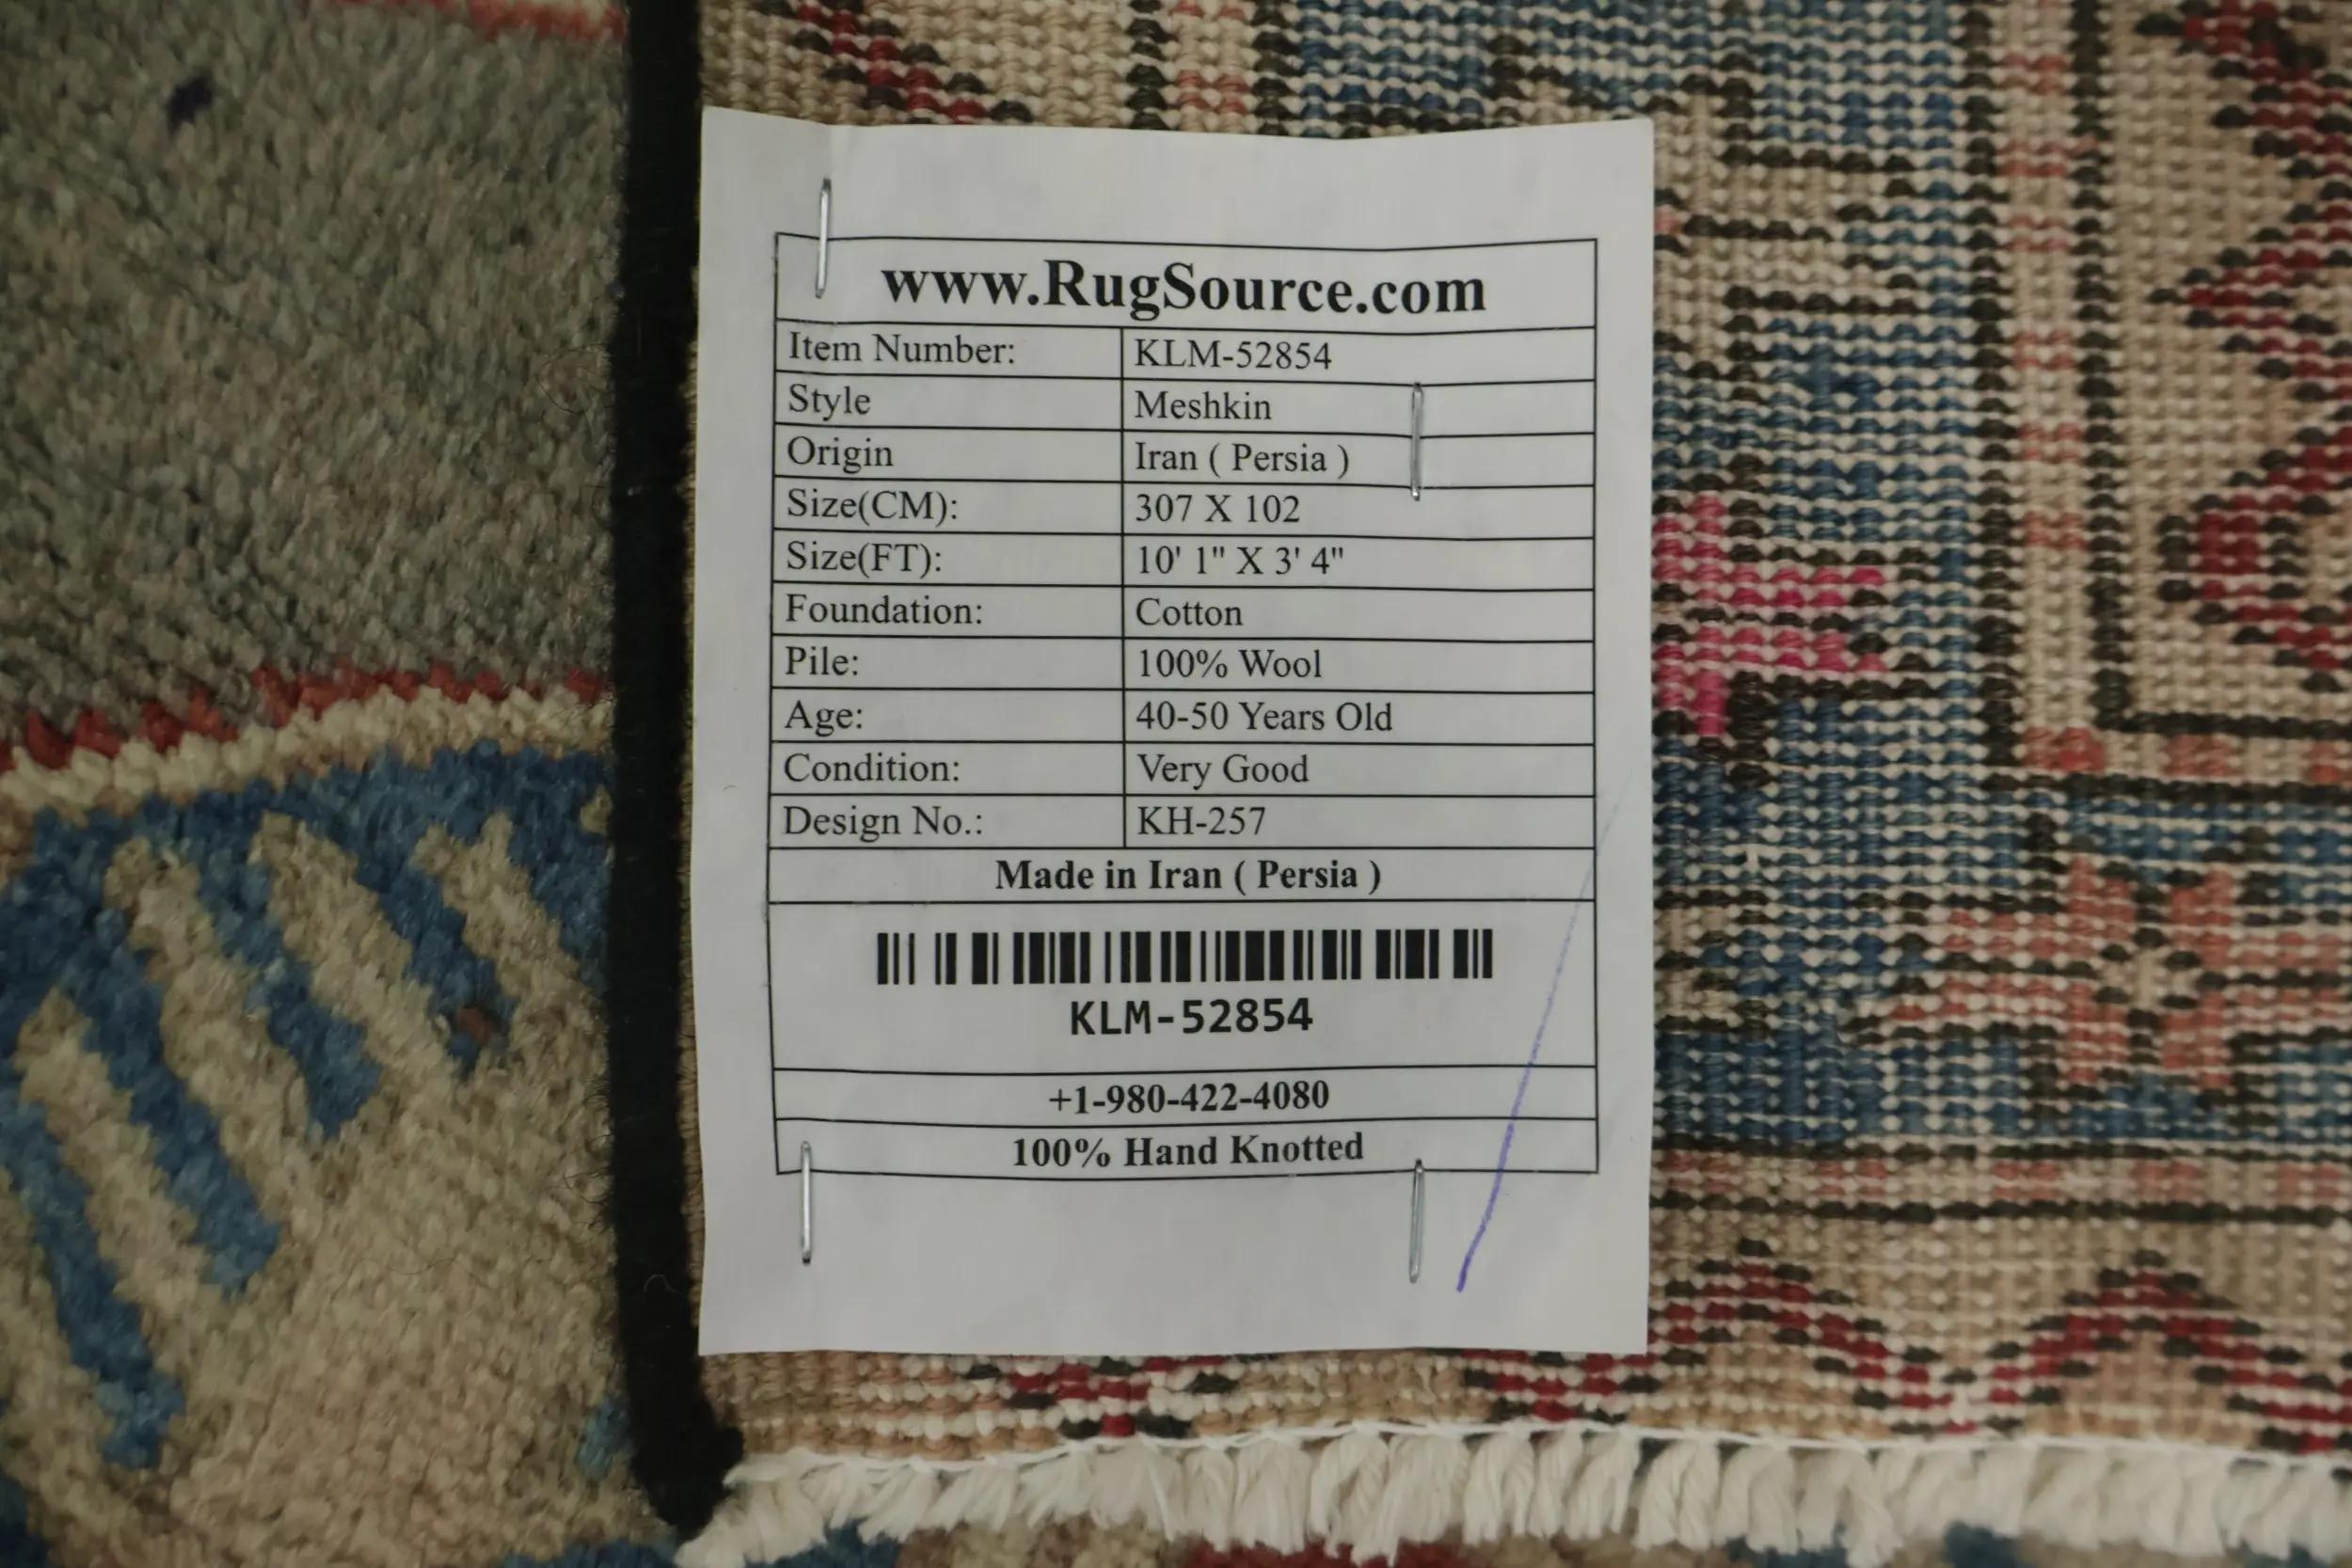 www.RugSource.com
Item Number: KLM-52854
Style Meshkin
Origin Iran ( Persia )
Size(CM): 307 X 102
Size(FT): 10' 1" X 3' 4"
Foundation: Cotton
Pile: 100% Wool
Age: 40-50 Years Old
Condition: Very Good
Design No.: KH-257
Made in Iran ( Persia )
KLM-52854
+1-980-422-4080
100% Hand Knotted